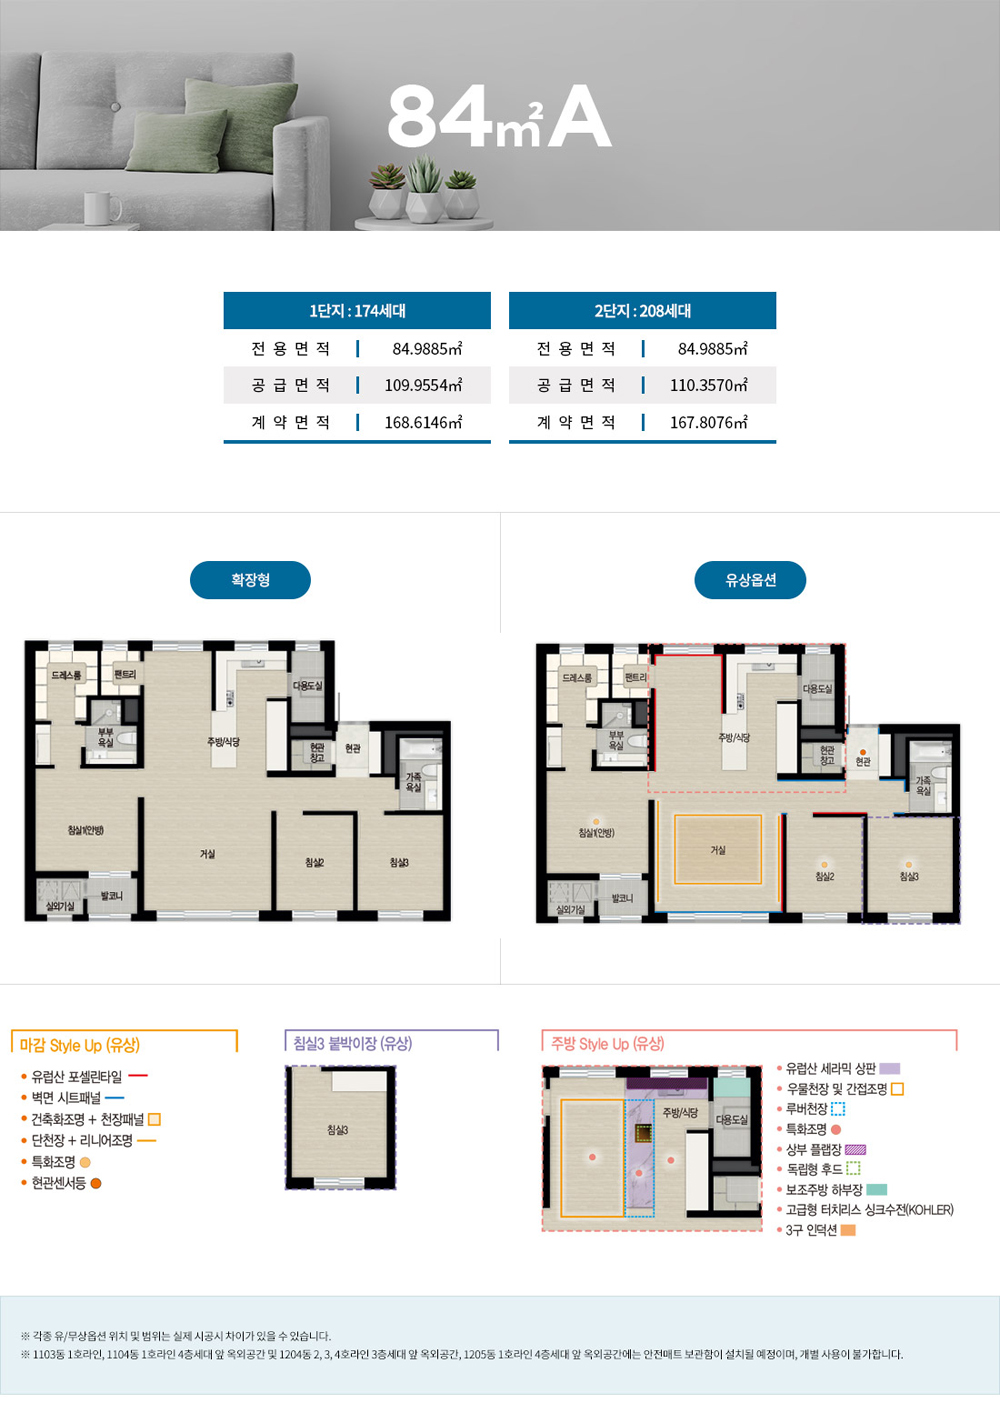 84㎡A
1단지 : 174세대
전 용 면 적 84.9885㎡
공 급 면 적 109.9554㎡
계 약 면 적 168.6146㎡
2단지 : 208세대
전 용 면 적 84.9885㎡
공 급 면 적 110.3570㎡
계 약 면 적 167.8076㎡
확장형
드레스룸
팬트리
다용도실
부부
욕실
주방/식당
현관
창고
현관
가족
욕실
침실1(안방)
거실
침실2
침실3
실외기실
발코니
유상옵션
드레스룸
팬트리
다용도실
부부
욕실
주방/식당
현관
창고
현관
가족
욕실
침실1(안방)
거실
침실2
침실3
실외기실
발코니
마감 Style Up (유상)
• 유럽산 포셀린타일
• 벽면 시트패널
• 건축화조명 + 천장패널
• 단천장 + 리니어조명
• 특화조명
• 현관센서등
침실3 붙박이장 (유상)
침실3
주방 Style Up (유상)
주방/식당
다용도실
• 유럽산 세라믹 상판
• 우물천장 및 간접조명
• 루버천장
• 특화조명
• 상부 플랩장
• 독립형 후드
• 보조주방 하부장
• 고급형 터치리스 싱크수전(KOHLER)
• 3구 인덕션
※ 각종 유/무상옵션 위치 및 범위는 실제 시공시 차이가 있을 수 있습니다.
※ 1103동 1호라인, 1104동 1호라인 4층세대 앞 옥외공간 및 1204동 2, 3, 4호라인 3층세대 앞 옥외공간, 1205동 1호라인 4층세대 앞 옥외공간에는 안전매트 보관함이 설치될 예정이며, 개별 사용이 불가합니다.